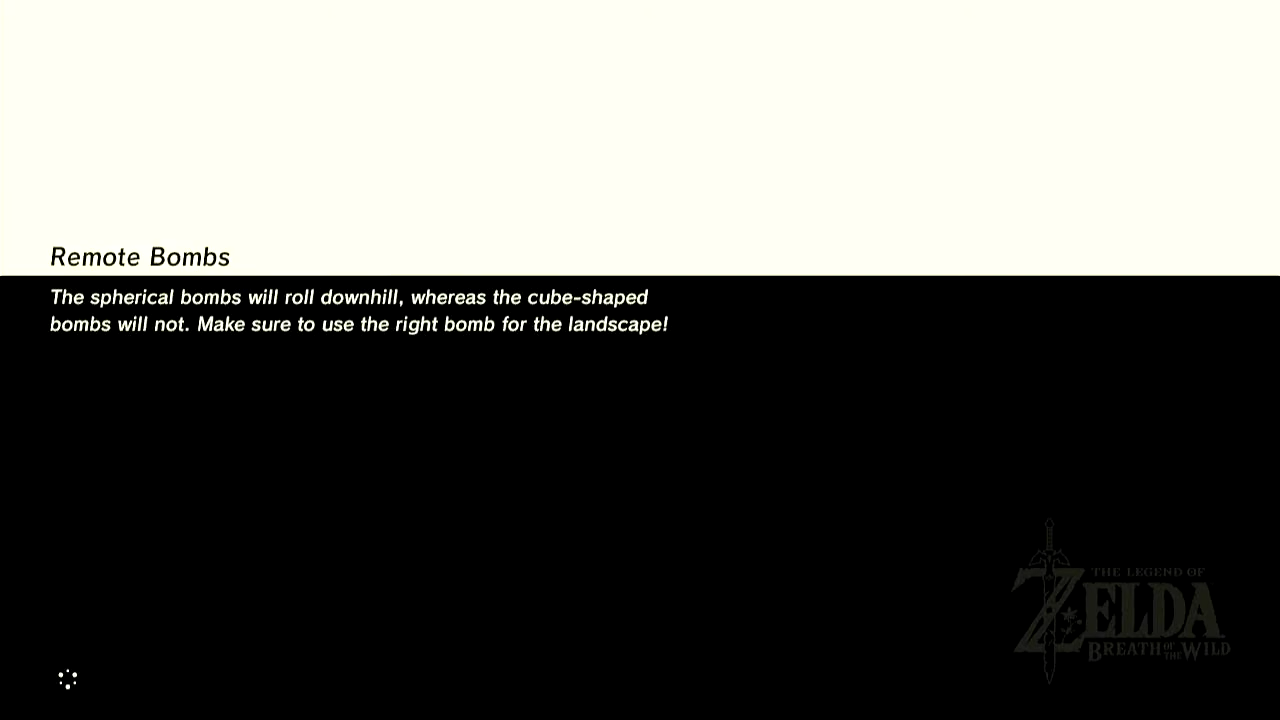 Remote Bombs
The spherical bombs will roll downhill, whereas the cube-shaped
bombs will not. Make sure to use the right bomb for the landscape!
THE LEGEND OF
ZELDA
BREATH OF THE WILD